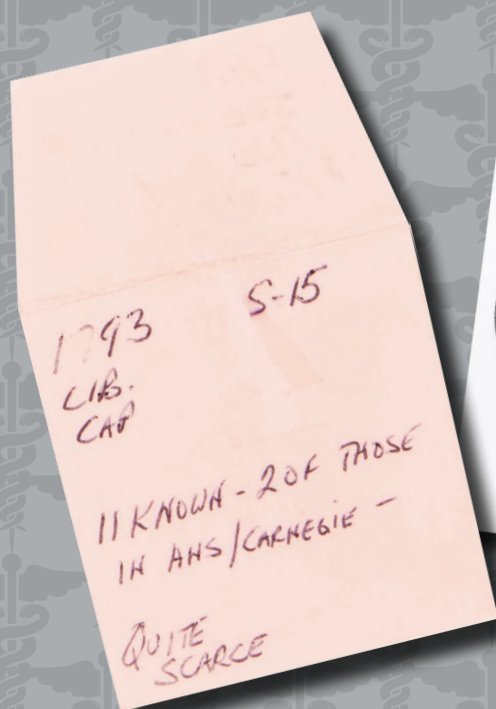 1793 S-15
LIB.
CAP
11 KNOWN - 2 OF THOSE
IN ANS/CARNEGIE -
QUITE
SCARCE